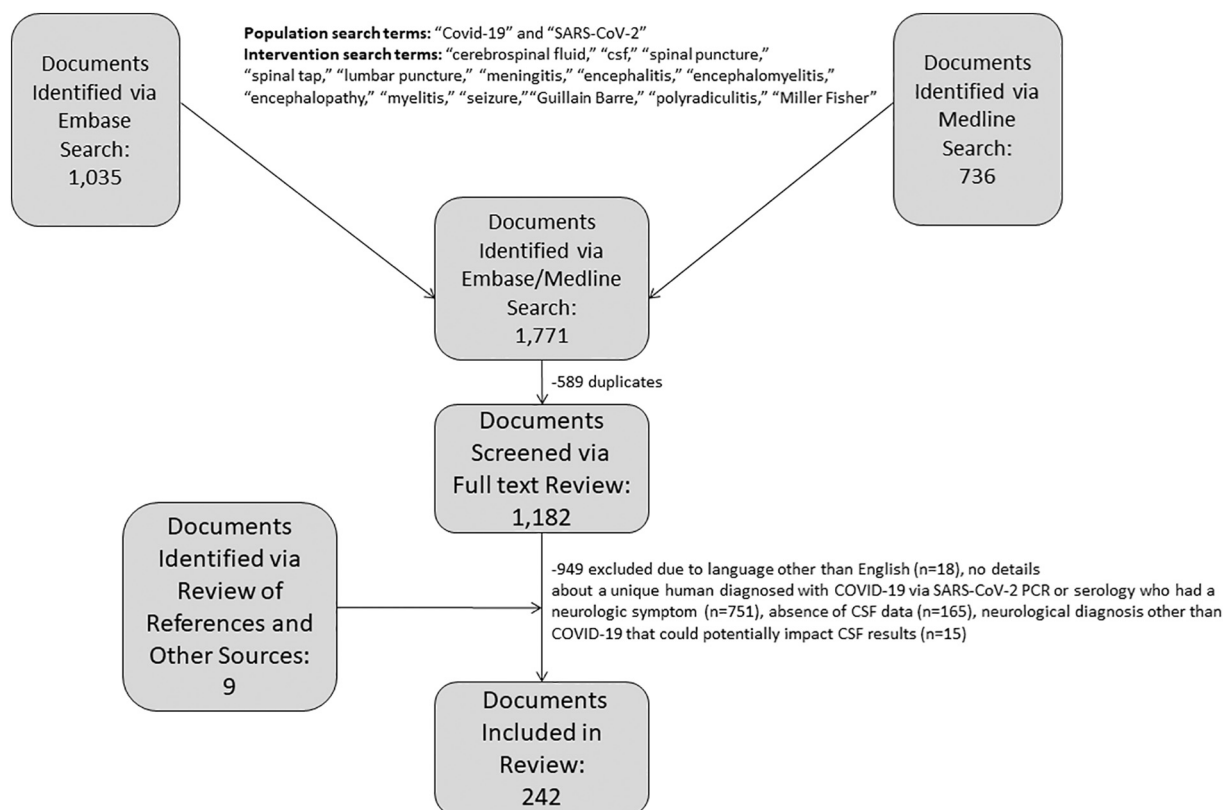 Population search terms: “Covid-19” and “SARS-CoV-2”
Intervention search terms: “cerebrospinal fluid,” “csf,” “spinal puncture,”
“spinal tap,” “lumbar puncture,” “meningitis,” “encephalitis,” “encephalomyelitis,”
“encephalopathy,” “myelitis,” “seizure,”“Guillain Barre,” “polyradiculitis,” “Miller Fisher”
Documents
Identified via
Embase
Search:
1,035
Documents
Identified via
Medline
Search:
736
Documents
Identified via
Embase/Medline
Search:
1,771
-589 duplicates
Documents
Screened via
Full text Review:
1,182
Documents
Identified via
Review of
References and
Other Sources:
9
-949 excluded due to language other than English (n=18), no details
about a unique human diagnosed with COVID-19 via SARS-CoV-2 PCR or serology who had a
neurologic symptom (n=751), absence of CSF data (n=165), neurological diagnosis other than
COVID-19 that could potentially impact CSF results (n=15)
Documents
Included in
Review:
242